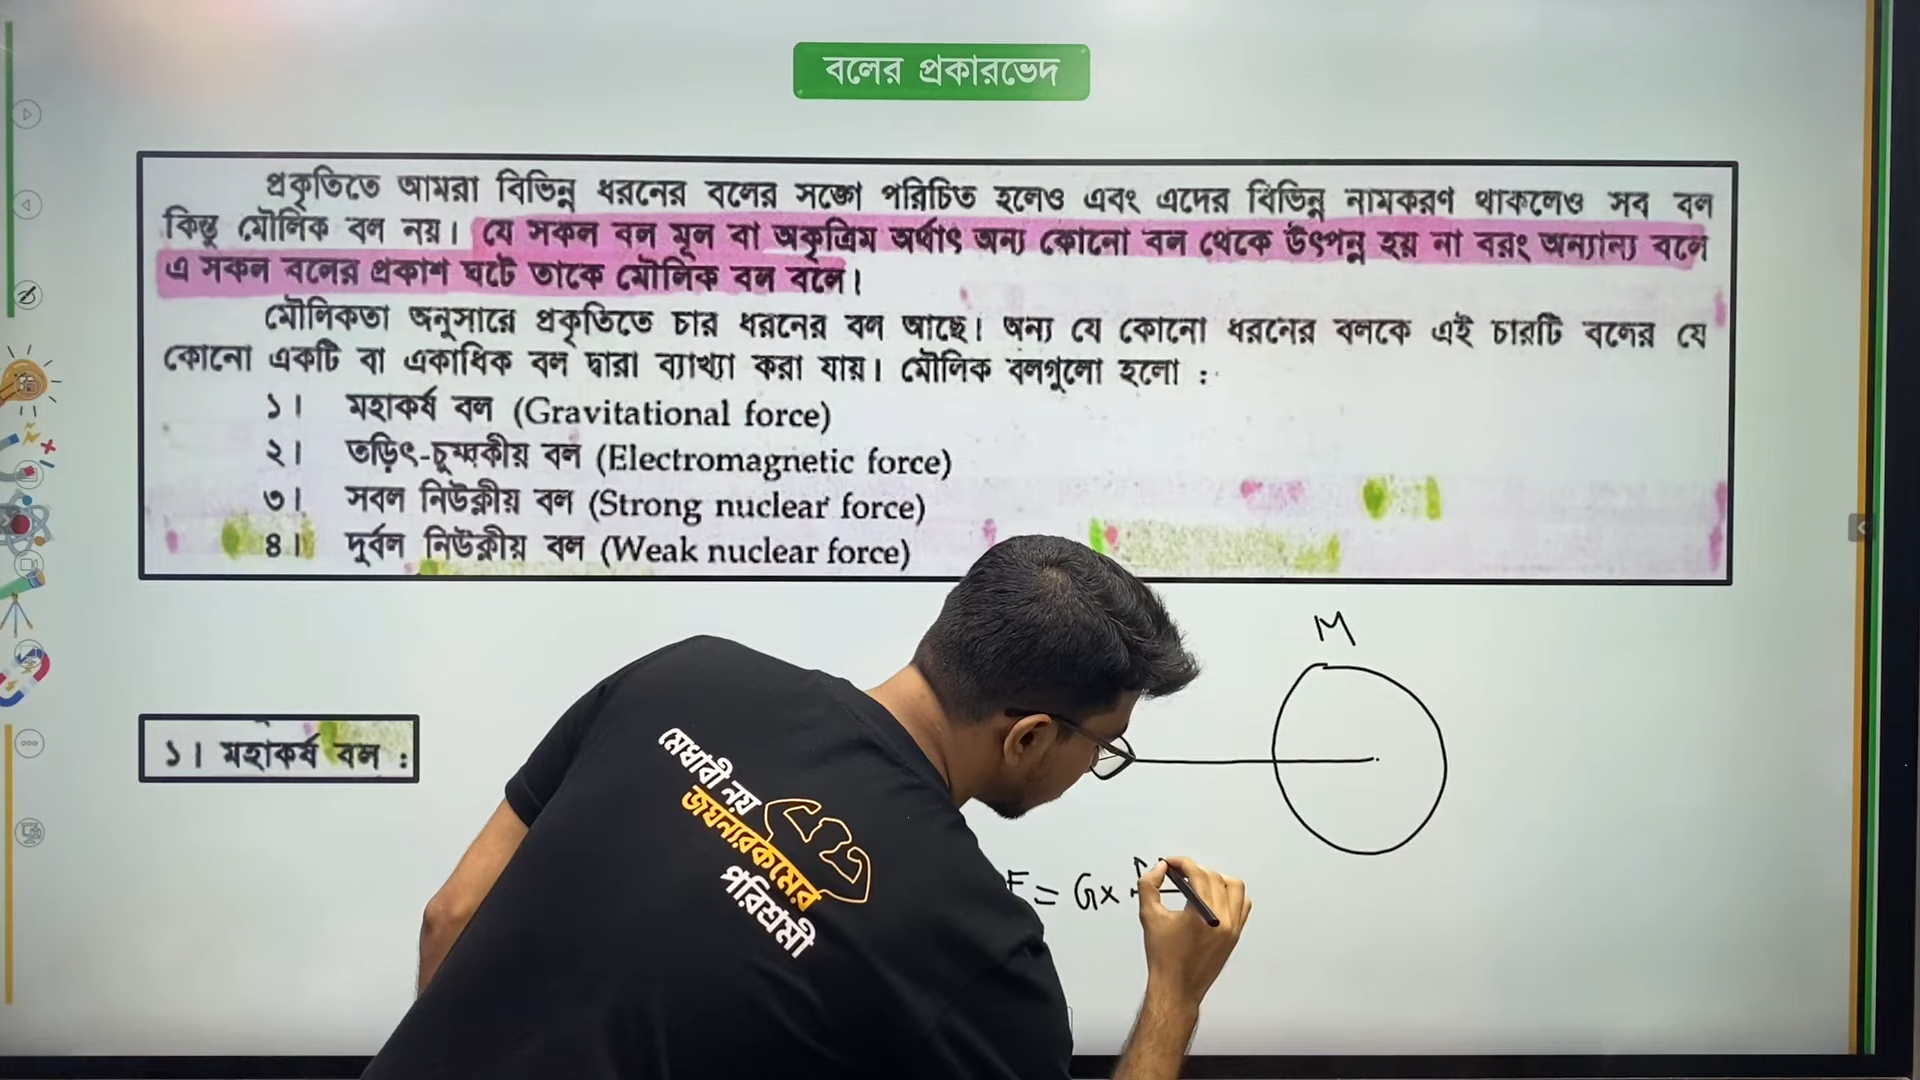 বলের প্রকারভেদ
প্রকৃতিতে আমরা বিভিন্ন ধরনের বলের সঙ্গে পরিচিত হলেও এবং এদের বিভিন্ন নামকরণ থাকলেও সব বল
কিন্তু মৌলিক বল নয়। যে সকল বল মূল বা অকৃত্রিম অর্থাৎ অন্য কোনো বল থেকে উৎপন্ন হয় না বরং অন্যান্য বলে
এ সকল বলের প্রকাশ ঘটে তাকে মৌলিক বল বলে।
মৌলিকতা অনুসারে প্রকৃতিতে চার ধরনের বল আছে। অন্য যে কোনো ধরনের বলকে এই চারটি বলের যে
কোনো একটি বা একাধিক বল দ্বারা ব্যাখ্যা করা যায়। মৌলিক বলগুলো হলো :
১। মহাকর্ষ বল (Gravitational force)
২। তড়িৎ-চুম্বকীয় বল (Electromagnetic force)
৩। সবল নিউক্লীয় বল (Strong nuclear force)
৪। দুর্বল নিউক্লীয় বল (Weak nuclear force)
M
১। মহাকর্ষ বল :
মেধাবী নয়
জঘন্যরকমের
পরিশ্রমী
F = G×